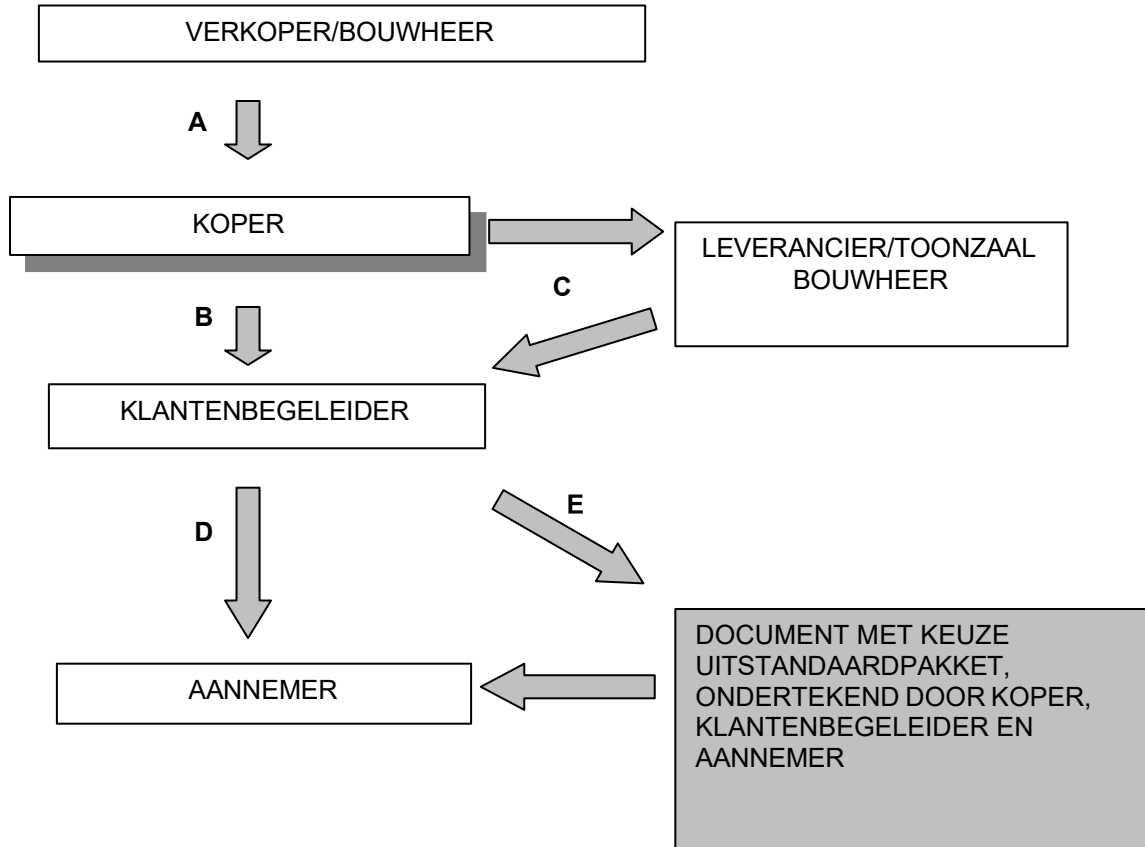 VERKOPER/BOUWHEER
A
KOPER
LEVERANCIER/TOONZAAL
BOUWHEER
C
B
KLANTENBEGELEIDER
E
D
DOCUMENT MET KEUZE
UITSTANDAARDPAKKET,
ONDERTEKEND DOOR KOPER,
KLANTENBEGELEIDER EN
AANNEMER
AANNEMER